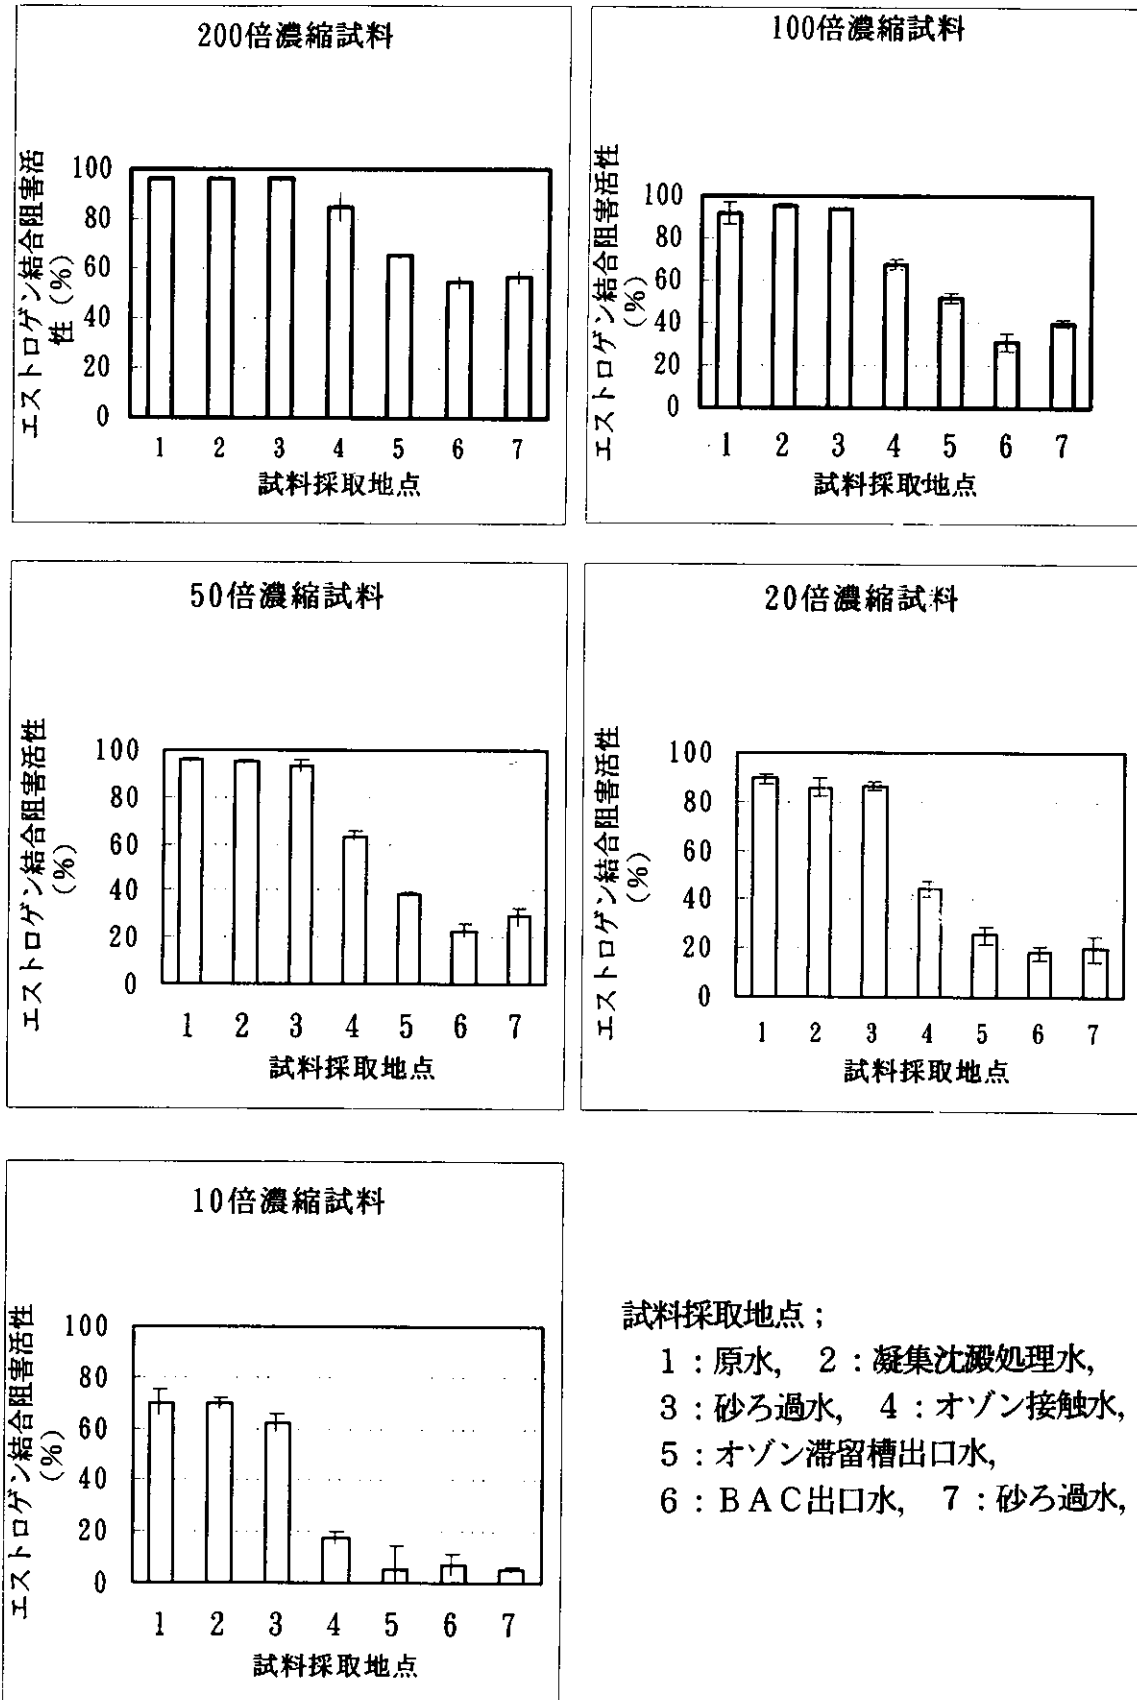 200倍濃縮試料
エストロゲン結合阻害活
性 (%)
100
80
60
40
20
0
1 2 3 4 5 6 7
試料採取地点
100倍濃縮試料
エストロゲン結合阻害活性
(%)
100
80
60
40
20
0
1 2 3 4 5 6 7
試料採取地点
50倍濃縮試料
エストロゲン結合阻害活性
(%)
100
80
60
40
20
0
1 2 3 4 5 6 7
試料採取地点
20倍濃縮試料
エストロゲン結合阻害活性
(%)
100
80
60
40
20
0
1 2 3 4 5 6 7
試料採取地点
10倍濃縮試料
エストロゲン結合阻害活性
(%)
100
80
60
40
20
0
1 2 3 4 5 6 7
試料採取地点
試料採取地点;
1:原水, 2:凝集沈澱処理水,
3:砂ろ過水, 4:オゾン接触水,
5:オゾン滞留槽出口水,
6:BAC出口水, 7:砂ろ過水,